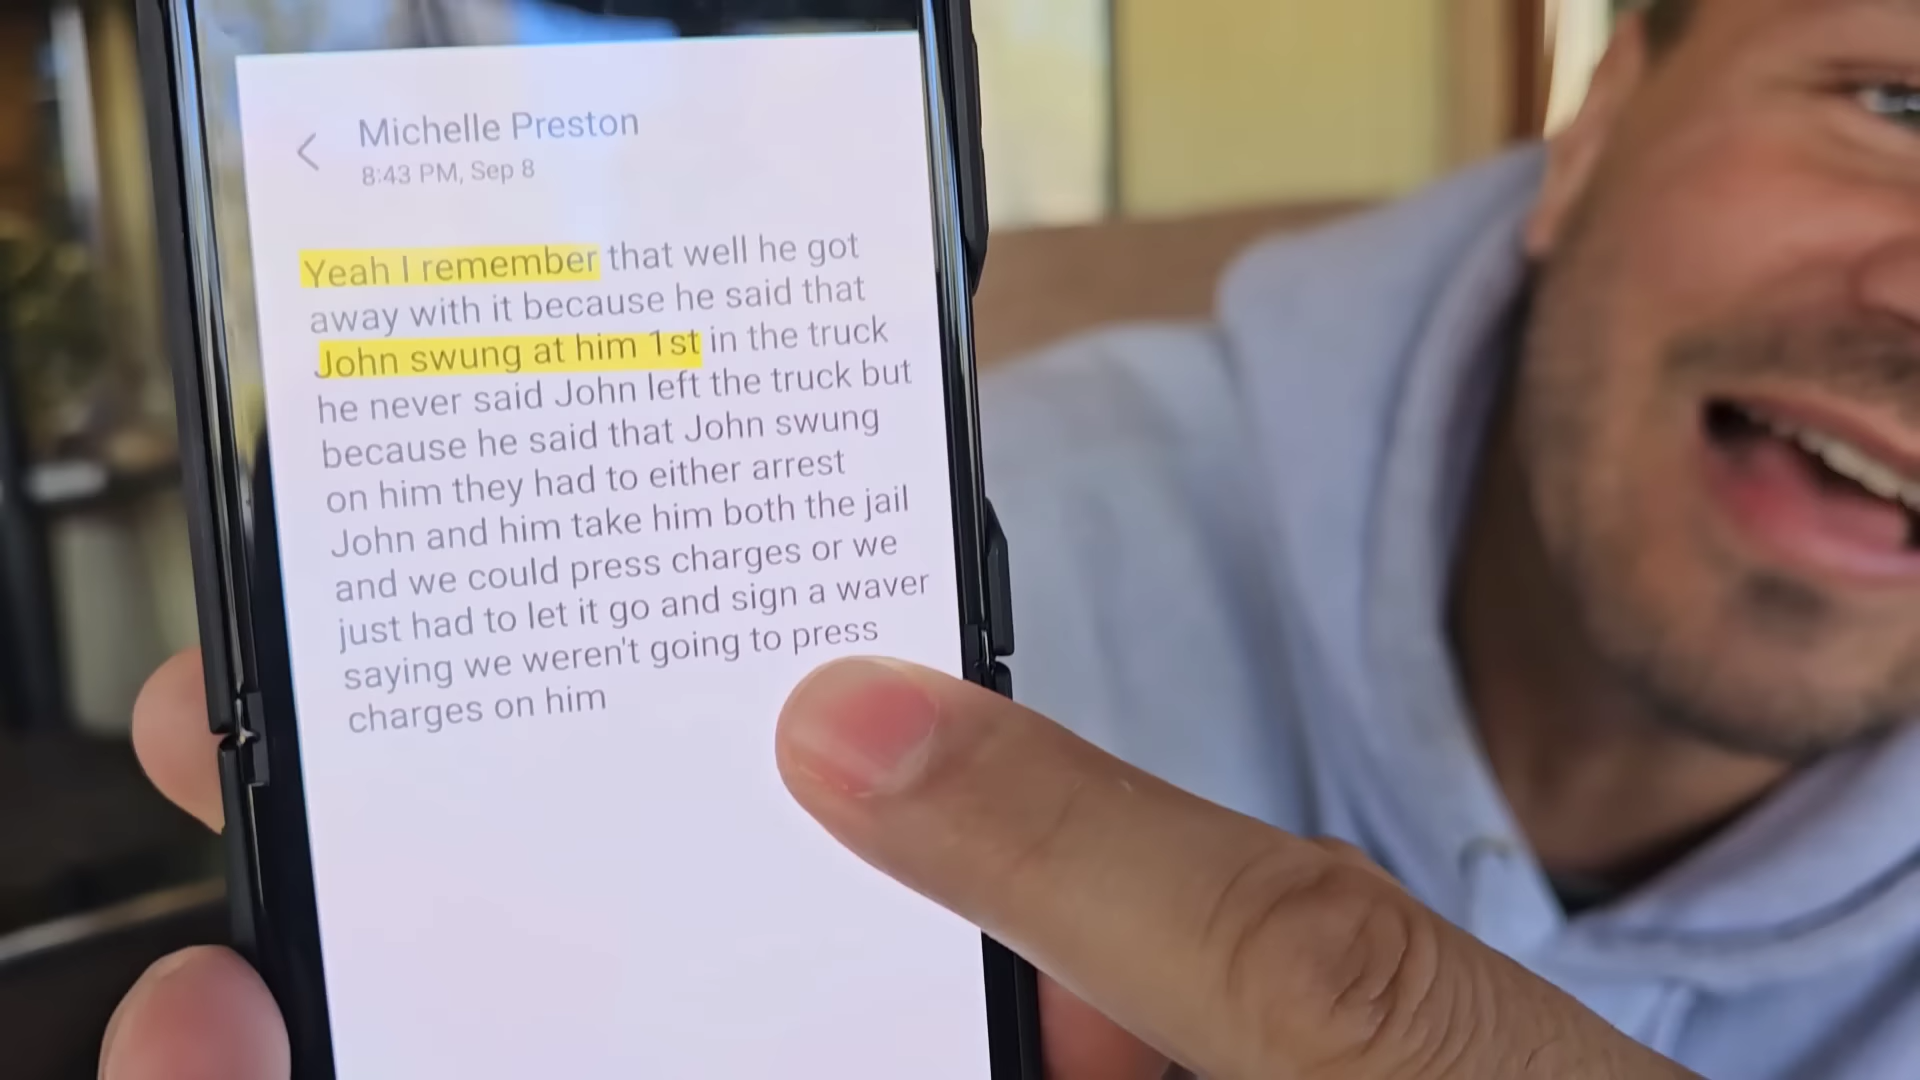 Michelle Preston
8:43 PM, Sep 8
Yeah I remember that well he got
away with it because he said that
John swung at him 1st in the truck
he never said John left the truck but
because he said that John swung
on him they had to either arrest
John and him take him both the jail
and we could press charges or we
just had to let it go and sign a waver
saying we weren't going to press
charges on him